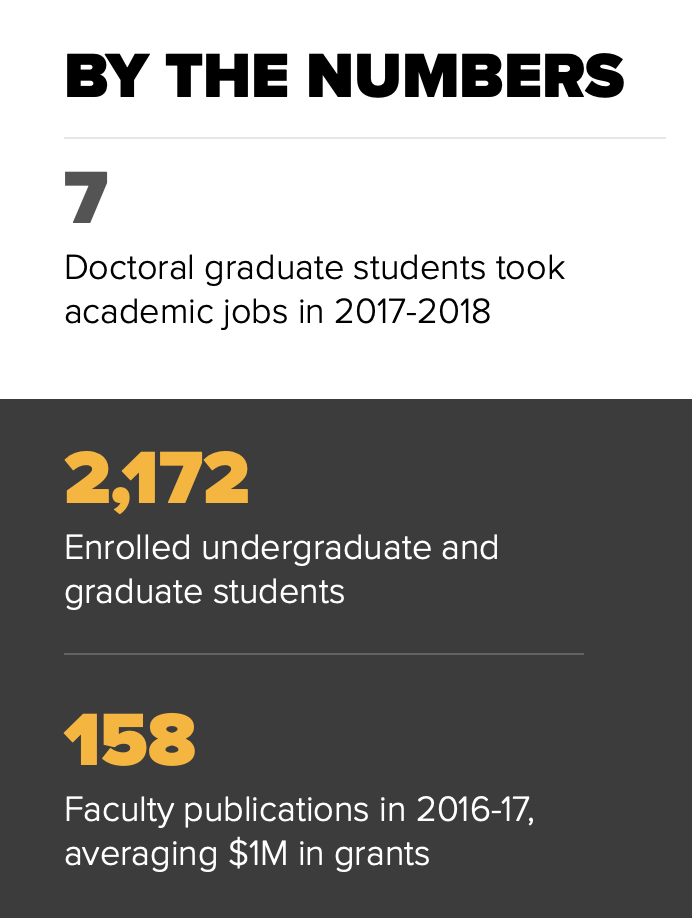 BY THE NUMBERS
7
Doctoral graduate students took
academic jobs in 2017-2018
2,172
Enrolled undergraduate and
graduate students
158
Faculty publications in 2016-17,
averaging $1M in grants